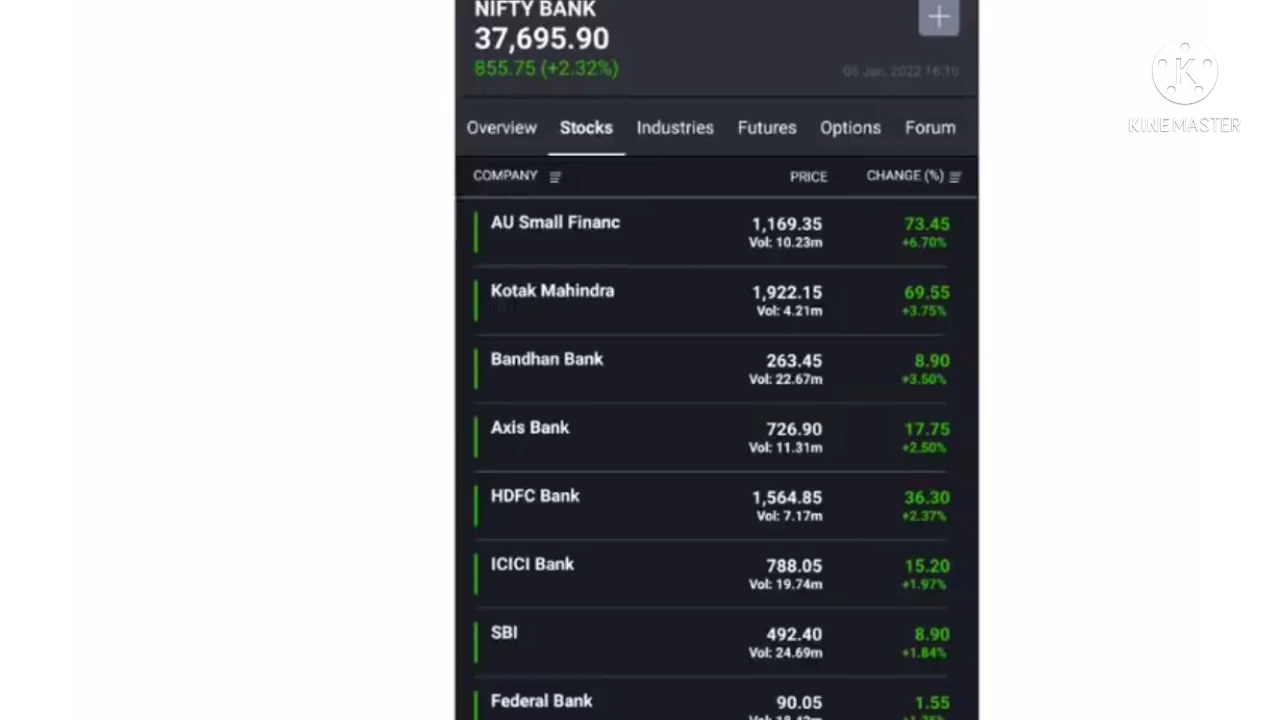 NIFTY BANK
37,695.90
855.75 (+2.32%)
05 Jan, 2022 16:10
KINEMASTER
Overview Stocks Industries Futures Options Forum
COMPANY PRICE CHANGE (%)
AU Small Financ 1,169.35 73.45
Vol: 10.23m +6.70%
Kotak Mahindra 1,922.15 69.55
Vol: 4.21m +3.75%
Bandhan Bank 263.45 8.90
Vol: 22.67m +3.50%
Axis Bank 726.90 17.75
Vol: 11.31m +2.50%
HDFC Bank 1,564.85 36.30
Vol: 7.17m +2.37%
ICICI Bank 788.05 15.20
Vol: 19.74m +1.97%
SBI 492.40 8.90
Vol: 24.69m +1.84%
Federal Bank 90.05 1.55